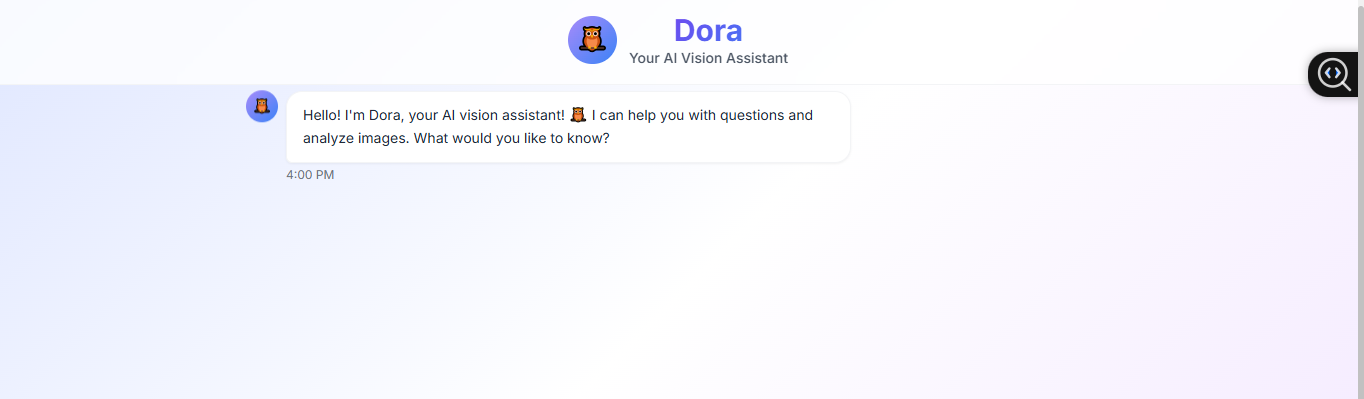 Dora
Your AI Vision Assistant
Hello! I'm Dora, your AI vision assistant! 🦉 I can help you with questions and
analyze images. What would you like to know?
4:00 PM